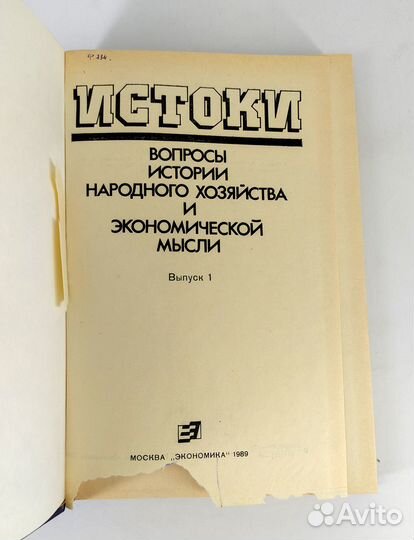 ИСТОКИ
ВОПРОСЫ
ИСТОРИИ
НАРОДНОГО ХОЗЯЙСТВА
И
ЭКОНОМИЧЕСКОЙ
МЫСЛИ
Выпуск 1
МОСКВА „ЭКОНОМИКА" 1989
Avito